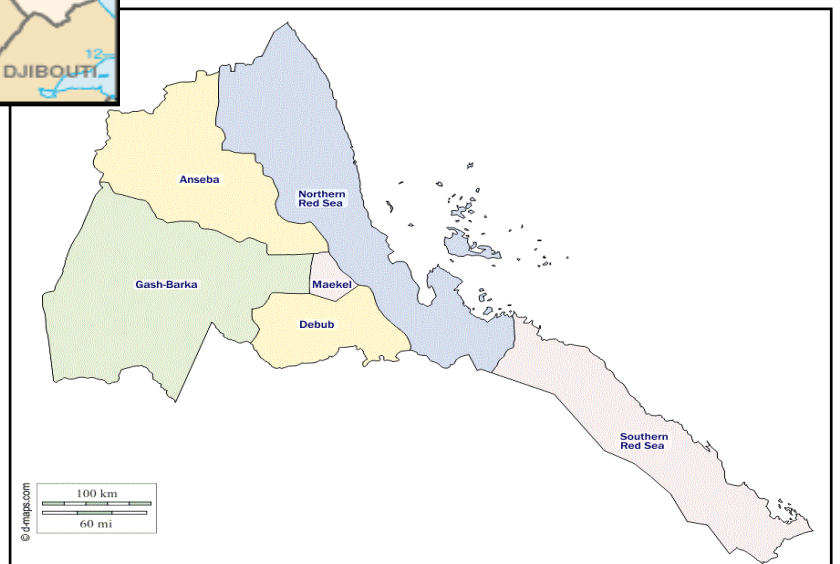 12
DJIBOUTI
Anseba
Northern
Red Sea
Gash-Barka
Maekel
Debub
Southern
Red Sea
100 km
60 mi
© d-maps.com